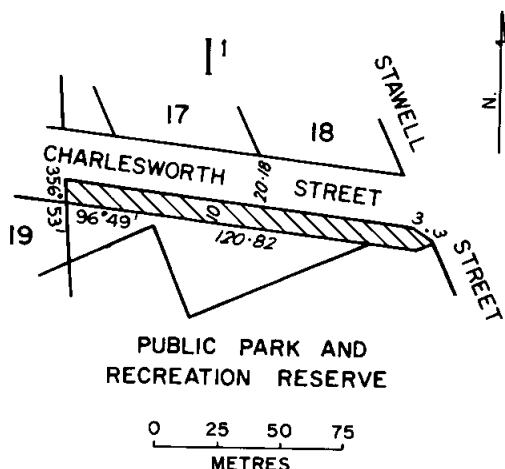 I¹
17
18
STAWELL
N.
CHARLESWORTH STREET
20·18
356°53'
96°49'
10
120·82
3.3
STREET
19
PUBLIC PARK AND
RECREATION RESERVE
0 25 50 75
METRES